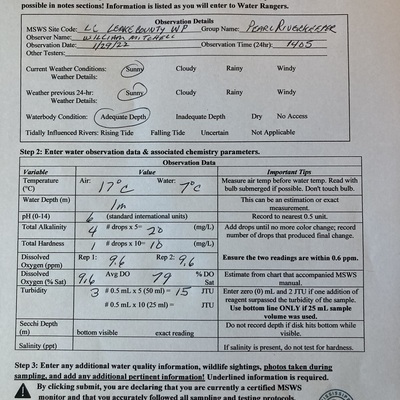 possible in notes sections! Information is listed as you will enter to Water Rangers.
Observation Details
MSWS Site Code: LC LEAKE COUNTY WP Group Name: PEARL RIVERKEEPER
Observer Name: WILLIAM MITCHELL
Observation Date: 1/29/22 Observation Time (24hr): 1405
Other Testers:
Current Weather Conditions: Sunny Cloudy Rainy Windy
Weather Details:
Weather previous 24-hr: Sunny Cloudy Rainy Windy
Weather Details:
Waterbody Condition: Adequate Depth Inadequate Depth Dry No Access
Tidally Influenced Rivers: Rising Tide Falling Tide Uncertain Not Applicable
Step 2: Enter water observation data & associated chemistry parameters.
Observation Data
Variable Value Important Tips
Temperature (°C) Air: 17°C Water: 7°C Measure air temp before water temp. Read with bulb submerged if possible. Don't touch bulb.
Water Depth (m) 1m This can be an estimation or exact measurement.
pH (0-14) 6 (standard international units) Record to nearest 0.5 unit.
Total Alkalinity 4 # drops x 5= 20 (mg/L) Add drops until no more color change; record number of drops that produced final change.
Total Hardness 1 # drops x 10= 10 (mg/L)
Dissolved Oxygen (ppm) Rep 1: 9.6 Rep 2: 9.6 Ensure the two readings are within 0.6 ppm.
Dissolved Oxygen (% Sat) 9.6 Avg DO 79 % DO Sat Estimate from chart that accompanied MSWS manual.
Turbidity 3 # 0.5 mL x 5 (50 ml) = 15 JTU Enter zero (0) mL and 2 JTU if one addition of reagent surpassed the turbidity of the sample.
# 0.5 mL x 10 (25 ml) = JTU Use bottom line ONLY if 25 mL sample volume was used.
Secchi Depth (m) bottom visible exact reading Do not record depth if disk hits bottom while visible.
Salinity (ppt) If salinity is present, do not test for hardness.
Step 3: Enter any additional water quality information, wildlife sightings, photos taken during
sampling, and add any additional pertinent information! Underlined information is required.
By clicking submit, you are declaring that you are currently a certified MSWS
monitor and that you accurately followed all sampling and testing protocols.